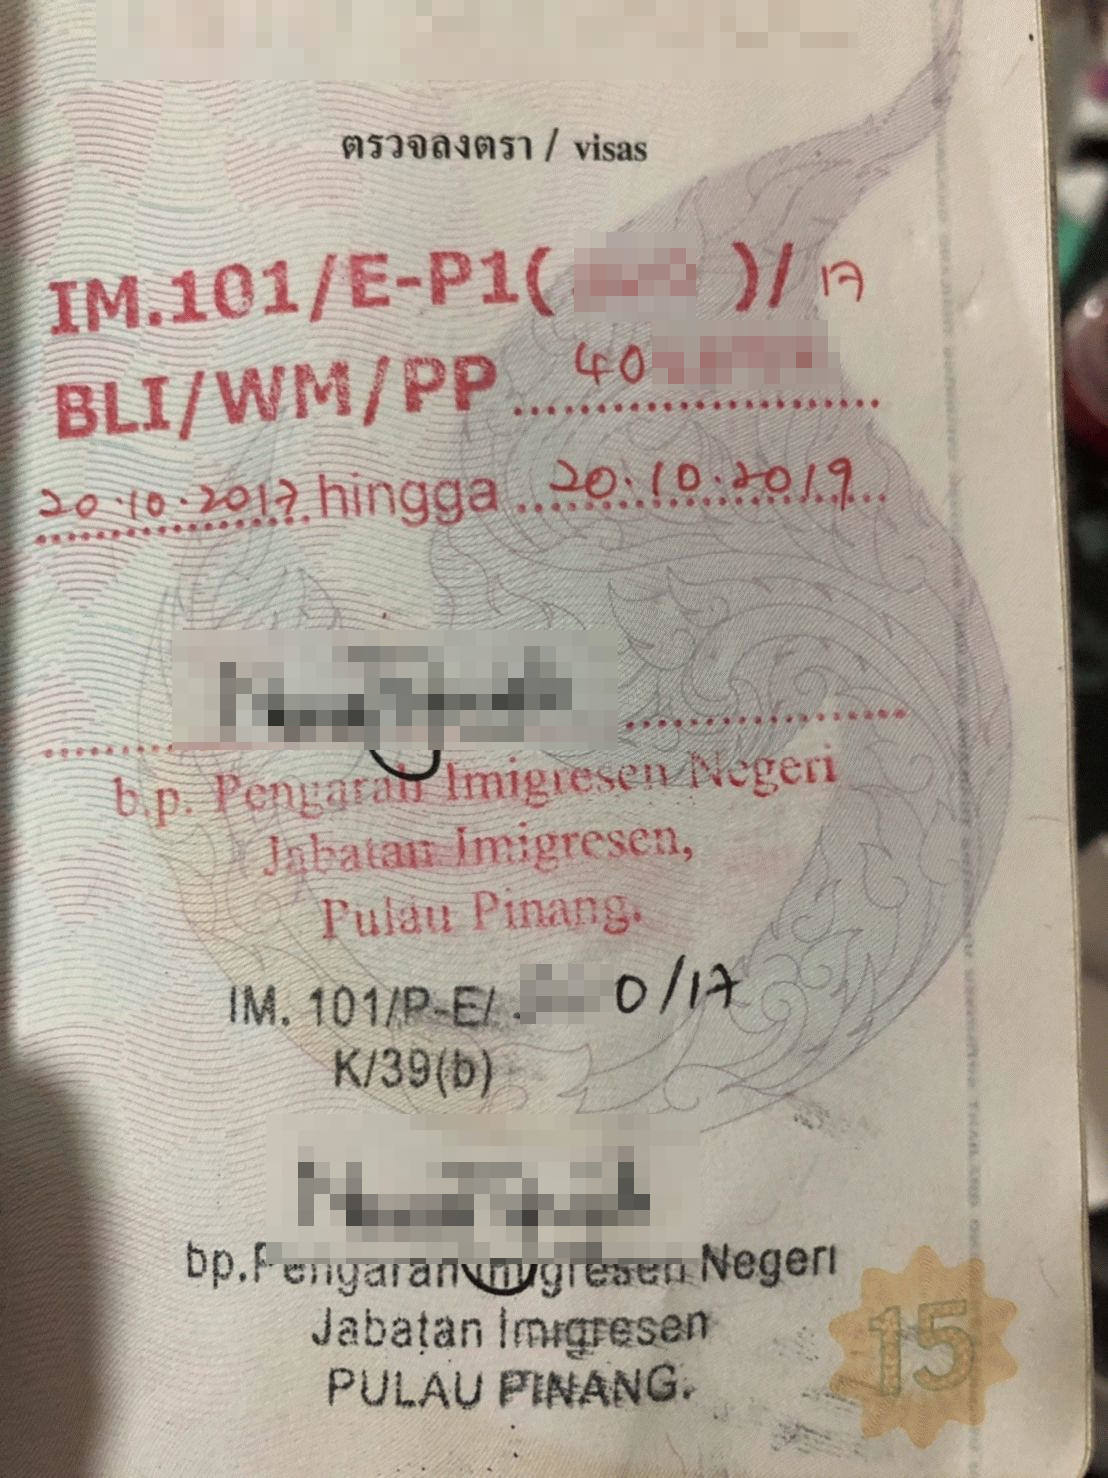 ตรวจลงตรา / visas
IM.101/E-P1( )/ 17
BLI/WM/PP 40
20.10.2017 hingga 20.10.2019
b.p. Pengarah Imigresen Negeri
Jabatan Imigresen,
Pulau Pinang.
IM. 101/P-E/ 0/17
K/39(b)
bp.Pengarah Imigresen Negeri
Jabatan Imigresen
PULAU PINANG.
15